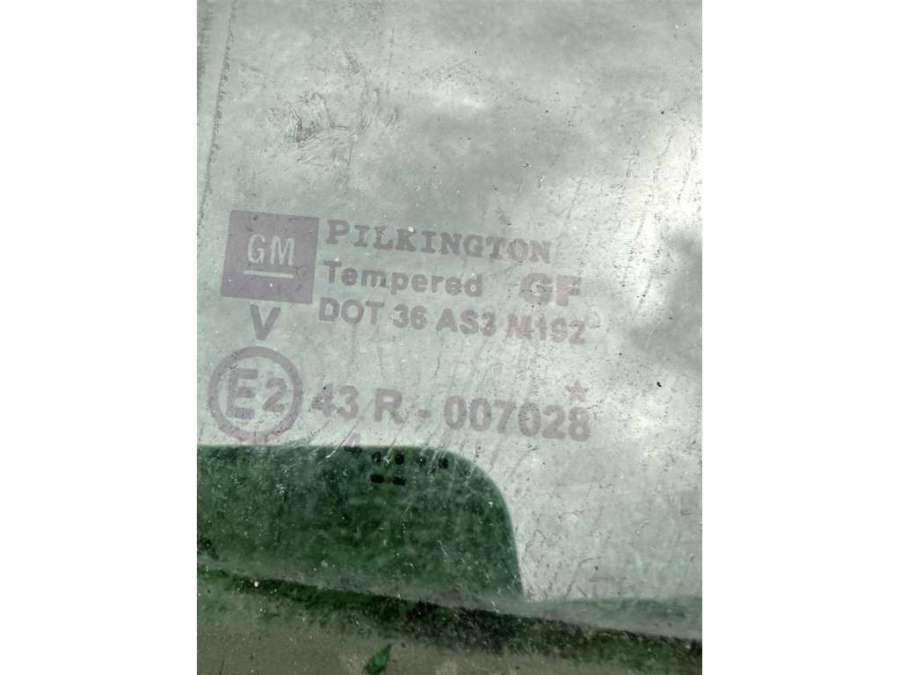 GM PILKINGTON
Tempered GF
DOT 36 AS3 M192
V
E2 43 R - 007028